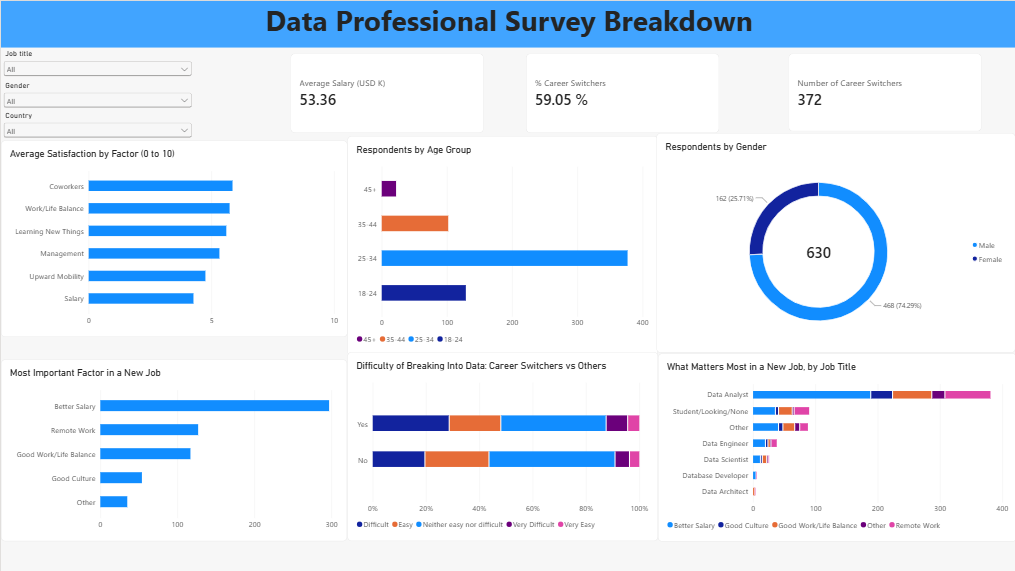 Data Professional Survey Breakdown
Job title
All
Gender
All
Country
All
Average Salary (USD K)
53.36
% Career Switchers
59.05 %
Number of Career Switchers
372
Average Satisfaction by Factor (0 to 10)
Coworkers
Work/Life Balance
Learning New Things
Management
Upward Mobility
Salary
0 5 10
Respondents by Age Group
45+
35-44
25-34
18-24
0 100 200 300 400
45+ 35-44 25-34 18-24
Respondents by Gender
162 (25.71%)
630
468 (74.29%)
Male
Female
Most Important Factor in a New Job
Better Salary
Remote Work
Good Work/Life Balance
Good Culture
Other
0 100 200 300
Difficulty of Breaking Into Data: Career Switchers vs Others
Yes
No
0% 20% 40% 60% 80% 100%
Difficult Easy Neither easy nor difficult Very Difficult Very Easy
What Matters Most in a New Job, by Job Title
Data Analyst
Student/Looking/None
Other
Data Engineer
Data Scientist
Database Developer
Data Architect
0 100 200 300 400
Better Salary Good Culture Good Work/Life Balance Other Remote Work